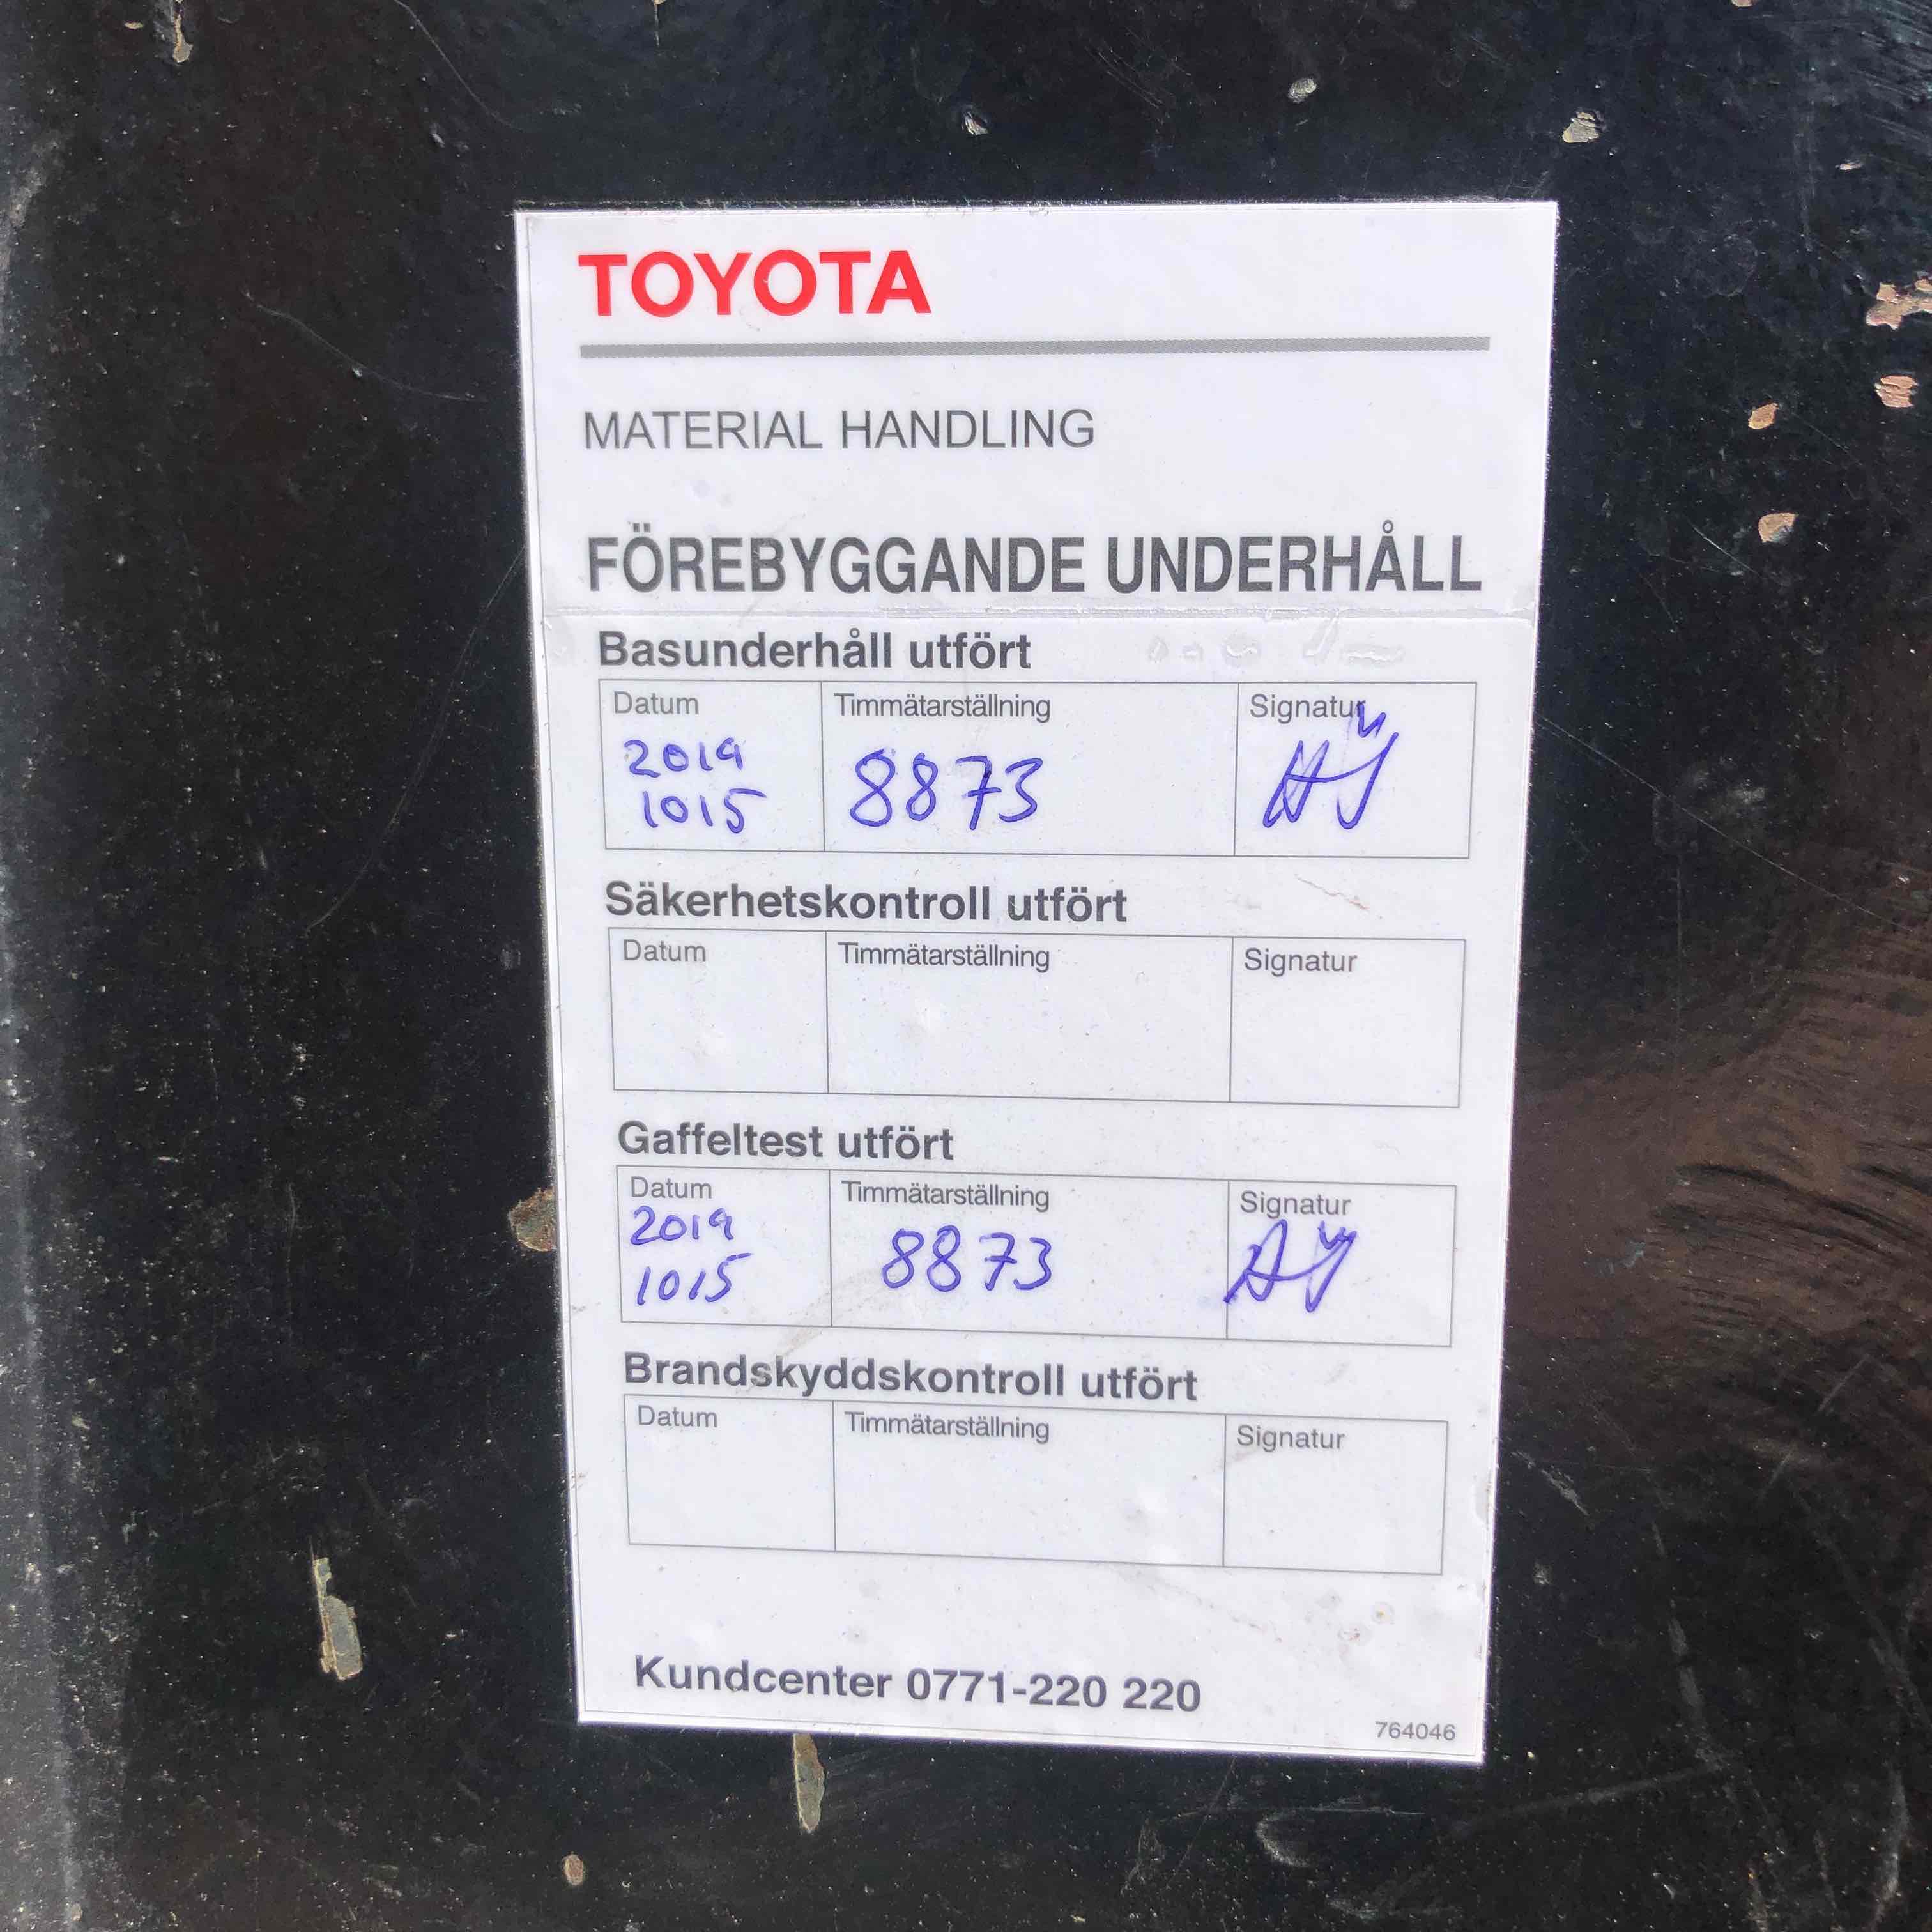 TOYOTA
MATERIAL HANDLING
FÖREBYGGANDE UNDERHÅLL
Basunderhåll utfört
Datum Timmätarställning Signatur
2019 8873
1015
Säkerhetskontroll utfört
Datum Timmätarställning Signatur
Gaffeltest utfört
Datum Timmätarställning Signatur
2019 8873
1015
Brandskyddskontroll utfört
Datum Timmätarställning Signatur
Kundcenter 0771-220 220
764046